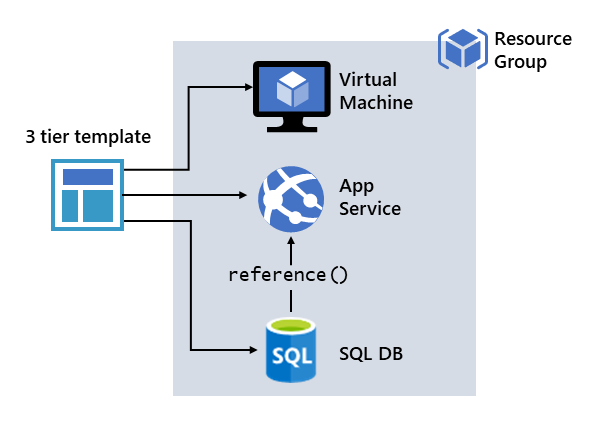 Resource
Group
Virtual
Machine
3 tier template
App
Service
reference()
SQL
SQL DB